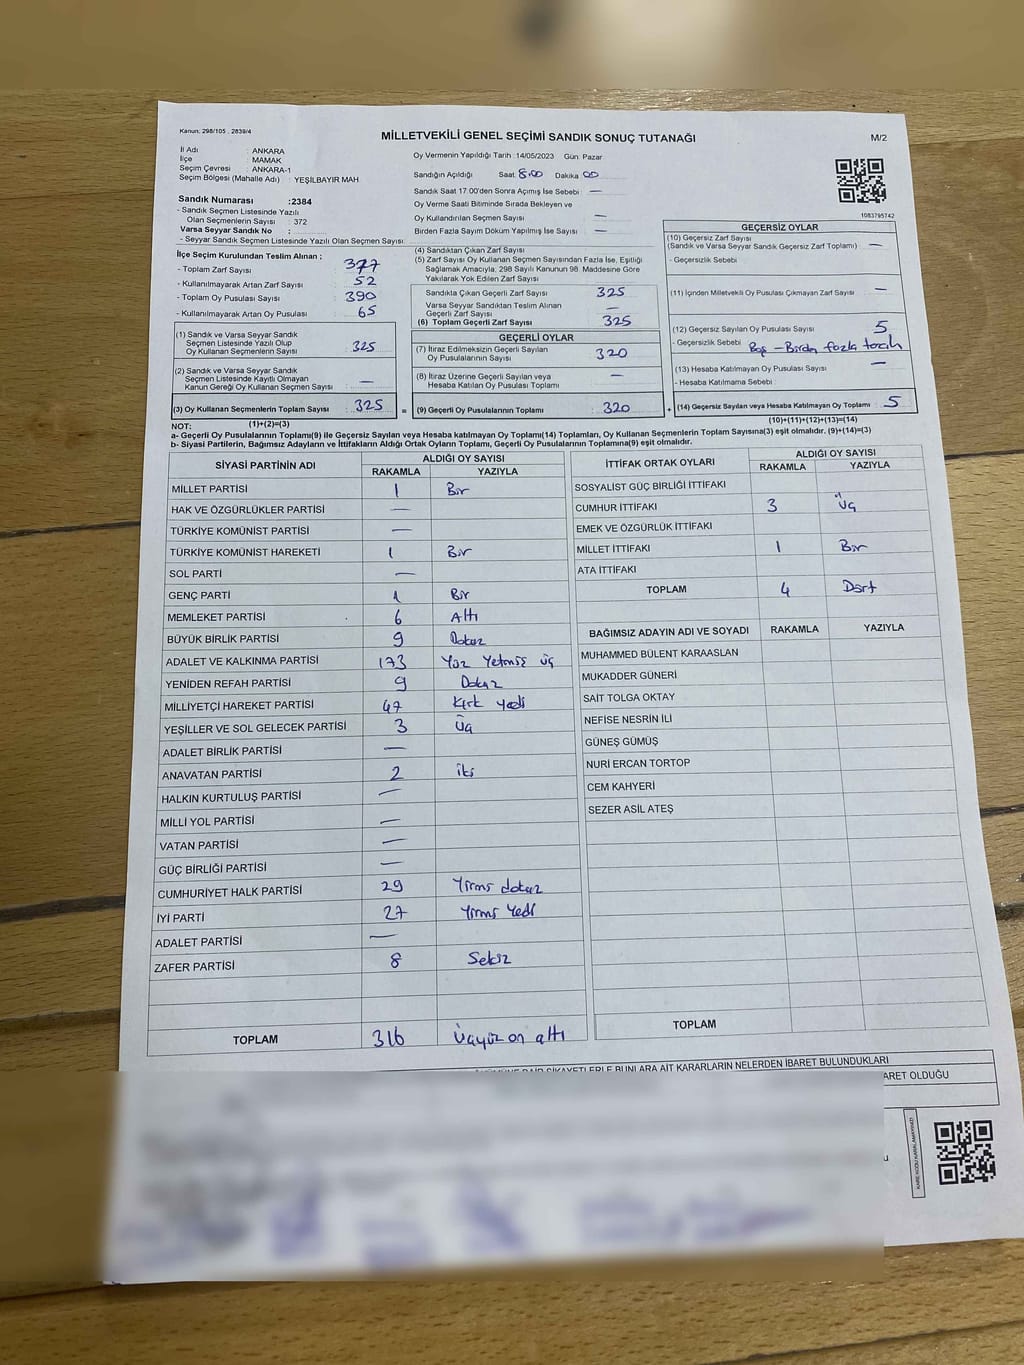 Kanun; 298/105 , 2839/4
MİLLETVEKİLİ GENEL SEÇİMİ SANDIK SONUÇ TUTANAĞI
M/2
İl Adı : ANKARA
İlçe : MAMAK
Seçim Çevresi : ANKARA-1
Seçim Bölgesi (Mahalle Adı) : YEŞİLBAYIR MAH.
Sandık Numarası :2384
- Sandık Seçmen Listesinde Yazılı
Olan Seçmenlerin Sayısı : 372
Varsa Seyyar Sandık No :
- Seyyar Sandık Seçmen Listesinde Yazılı Olan Seçmen Sayısı:
İlçe Seçim Kurulundan Teslim Alınan ;
- Toplam Zarf Sayısı : 377
- Kullanılmayarak Artan Zarf Sayısı : 52
- Toplam Oy Pusulası Sayısı : 390
- Kullanılmayarak Artan Oy Pusulası : 65
(1) Sandık ve Varsa Seyyar Sandık
Seçmen Listesinde Yazılı Olup
Oy Kullanan Seçmenlerin Sayısı : 325
(2) Sandık ve Varsa Seyyar Sandık
Seçmen Listesinde Kayıtlı Olmayan
Kanun Gereği Oy Kullanan Seçmen Sayısı : —
(3) Oy Kullanan Seçmenlerin Toplam Sayısı : 325
(1)+(2)=(3)
Oy Vermenin Yapıldığı Tarih :14/05/2023 Gün: Pazar
Sandığın Açıldığı Saat 8:00 Dakika 00
Sandık Saat 17.00'den Sonra Açımış İse Sebebi : —
Oy Verme Saati Bitiminde Sırada Bekleyen ve
Oy Kullandırılan Seçmen Sayısı : —
Birden Fazla Sayım Döküm Yapılmış İse Sayısı : —
(4) Sandıktan Çıkan Zarf Sayısı
(5) Zarf Sayısı Oy Kullanan Seçmen Sayısından Fazla İse, Eşitliği
Sağlamak Amacıyla, 298 Sayılı Kanunun 98. Maddesine Göre
Yakılarak Yok Edilen Zarf Sayısı
Sandıkta Çıkan Geçerli Zarf Sayısı : 325
Varsa Seyyar Sandıktan Teslim Alınan
Geçerli Zarf Sayısı :
(6) Toplam Geçerli Zarf Sayısı : 325
GEÇERLİ OYLAR
(7) İtiraz Edilmeksizin Geçerli Sayılan
Oy Pusulalarının Sayısı : 320
(8) İtiraz Üzerine Geçerli Sayılan veya
Hesaba Katılan Oy Pusulası Toplamı : —
= (9) Geçerli Oy Pusulalarının Toplamı : 320
1083795742
GEÇERSİZ OYLAR
(10) Geçersiz Zarf Sayısı
(Sandık ve Varsa Seyyar Sandık Geçersiz Zarf Toplamı) : —
- Geçersizlik Sebebi :
(11) İçinden Milletvekili Oy Pusulası Çıkmayan Zarf Sayısı : —
(12) Geçersiz Sayılan Oy Pusulası Sayısı : 5
- Geçersizlik Sebebi : Boş - Birden fazla tercih
(13) Hesaba Katılmayan Oy Pusulası Sayısı : —
- Hesaba Katılmama Sebebi :
+ (14) Geçersiz Sayılan veya Hesaba Katılmayan Oy Toplamı : 5
(10)+(11)+(12)+(13)=(14)
NOT:
a- Geçerli Oy Pusulalarının Toplamı(9) ile Geçersiz Sayılan veya Hesaba katılmayan Oy Toplamı(14) Toplamları, Oy Kullanan Seçmenlerin Toplam Sayısına(3) eşit olmalıdır. (9)+(14)=(3)
b- Siyasi Partilerin, Bağımsız Adayların ve İttifakların Aldığı Oyların Toplamı, Geçerli Oy Pusulalarının Toplamına(9) eşit olmalıdır.
SİYASİ PARTİNİN ADI ALDIĞI OY SAYISI
RAKAMLA YAZIYLA
MİLLET PARTİSİ 1 Bir
HAK VE ÖZGÜRLÜKLER PARTİSİ —
TÜRKİYE KOMÜNİST PARTİSİ —
TÜRKİYE KOMÜNİST HAREKETİ 1 Bir
SOL PARTİ —
GENÇ PARTİ 1 Bir
MEMLEKET PARTİSİ 6 Altı
BÜYÜK BİRLİK PARTİSİ 9 Dokuz
ADALET VE KALKINMA PARTİSİ 173 Yüz Yetmiş üç
YENİDEN REFAH PARTİSİ 9 Dokuz
MİLLİYETÇİ HAREKET PARTİSİ 47 Kırk yedi
YEŞİLLER VE SOL GELECEK PARTİSİ 3 Üç
ADALET BİRLİK PARTİSİ —
ANAVATAN PARTİSİ 2 iki
HALKIN KURTULUŞ PARTİSİ —
MİLLİ YOL PARTİSİ —
VATAN PARTİSİ —
GÜÇ BİRLİĞİ PARTİSİ —
CUMHURİYET HALK PARTİSİ 29 Yirmi dokuz
İYİ PARTİ 27 Yirmi Yedi
ADALET PARTİSİ —
ZAFER PARTİSİ 8 Sekiz
TOPLAM 316 Üçyüz on altı
İTTİFAK ORTAK OYLARI ALDIĞI OY SAYISI
RAKAMLA YAZIYLA
SOSYALİST GÜÇ BİRLİĞİ İTTİFAKI
CUMHUR İTTİFAKI 3 Üç
EMEK VE ÖZGÜRLÜK İTTİFAKI
MİLLET İTTİFAKI 1 Bir
ATA İTTİFAKI
TOPLAM 4 Dört
BAĞIMSIZ ADAYIN ADI VE SOYADI RAKAMLA YAZIYLA
MUHAMMED BÜLENT KARAASLAN
MUKADDER GÜNERİ
SAİT TOLGA OKTAY
NEFİSE NESRİN İLİ
GÜNEŞ GÜMÜŞ
NURİ ERCAN TORTOP
CEM KAHYERİ
SEZER ASİL ATEŞ
TOPLAM
ŞİKAYETLERLE BUNLARA AİT KARARLARIN NELERDEN İBARET BULUNDUKLARI
OLDUĞU